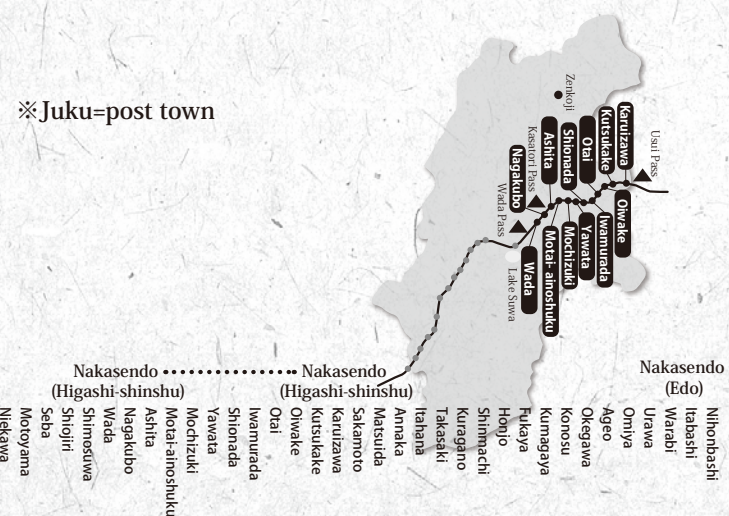 ※Juku=post town
Zenkoji
Usui Pass
Karuizawa
Kutsukake
Otai
Shionada
Ashita
Kasatori Pass
Nagakubo
Wada Pass
Oiwake
Iwamurada
Yawata
Mochizuki
Motai- ainoshuku
Wada
Lake Suwa
Nakasendo
(Higashi-shinshu)
Nakasendo
(Higashi-shinshu)
Nakasendo
(Edo)
Nihonbashi
Itabashi
Warabi
Urawa
Omiya
Ageo
Okegawa
Konosu
Kumagaya
Fukaya
Honjo
Shinmachi
Kuragano
Takasaki
Itahana
Annaka
Matsuida
Sakamoto
Karuizawa
Kutsukake
Oiwake
Otai
Iwamurada
Shionada
Yawata
Mochizuki
Motai-ainoshuku
Ashita
Nagakubo
Wada
Shimosuwa
Shiojiri
Seba
Motoyama
Niekawa